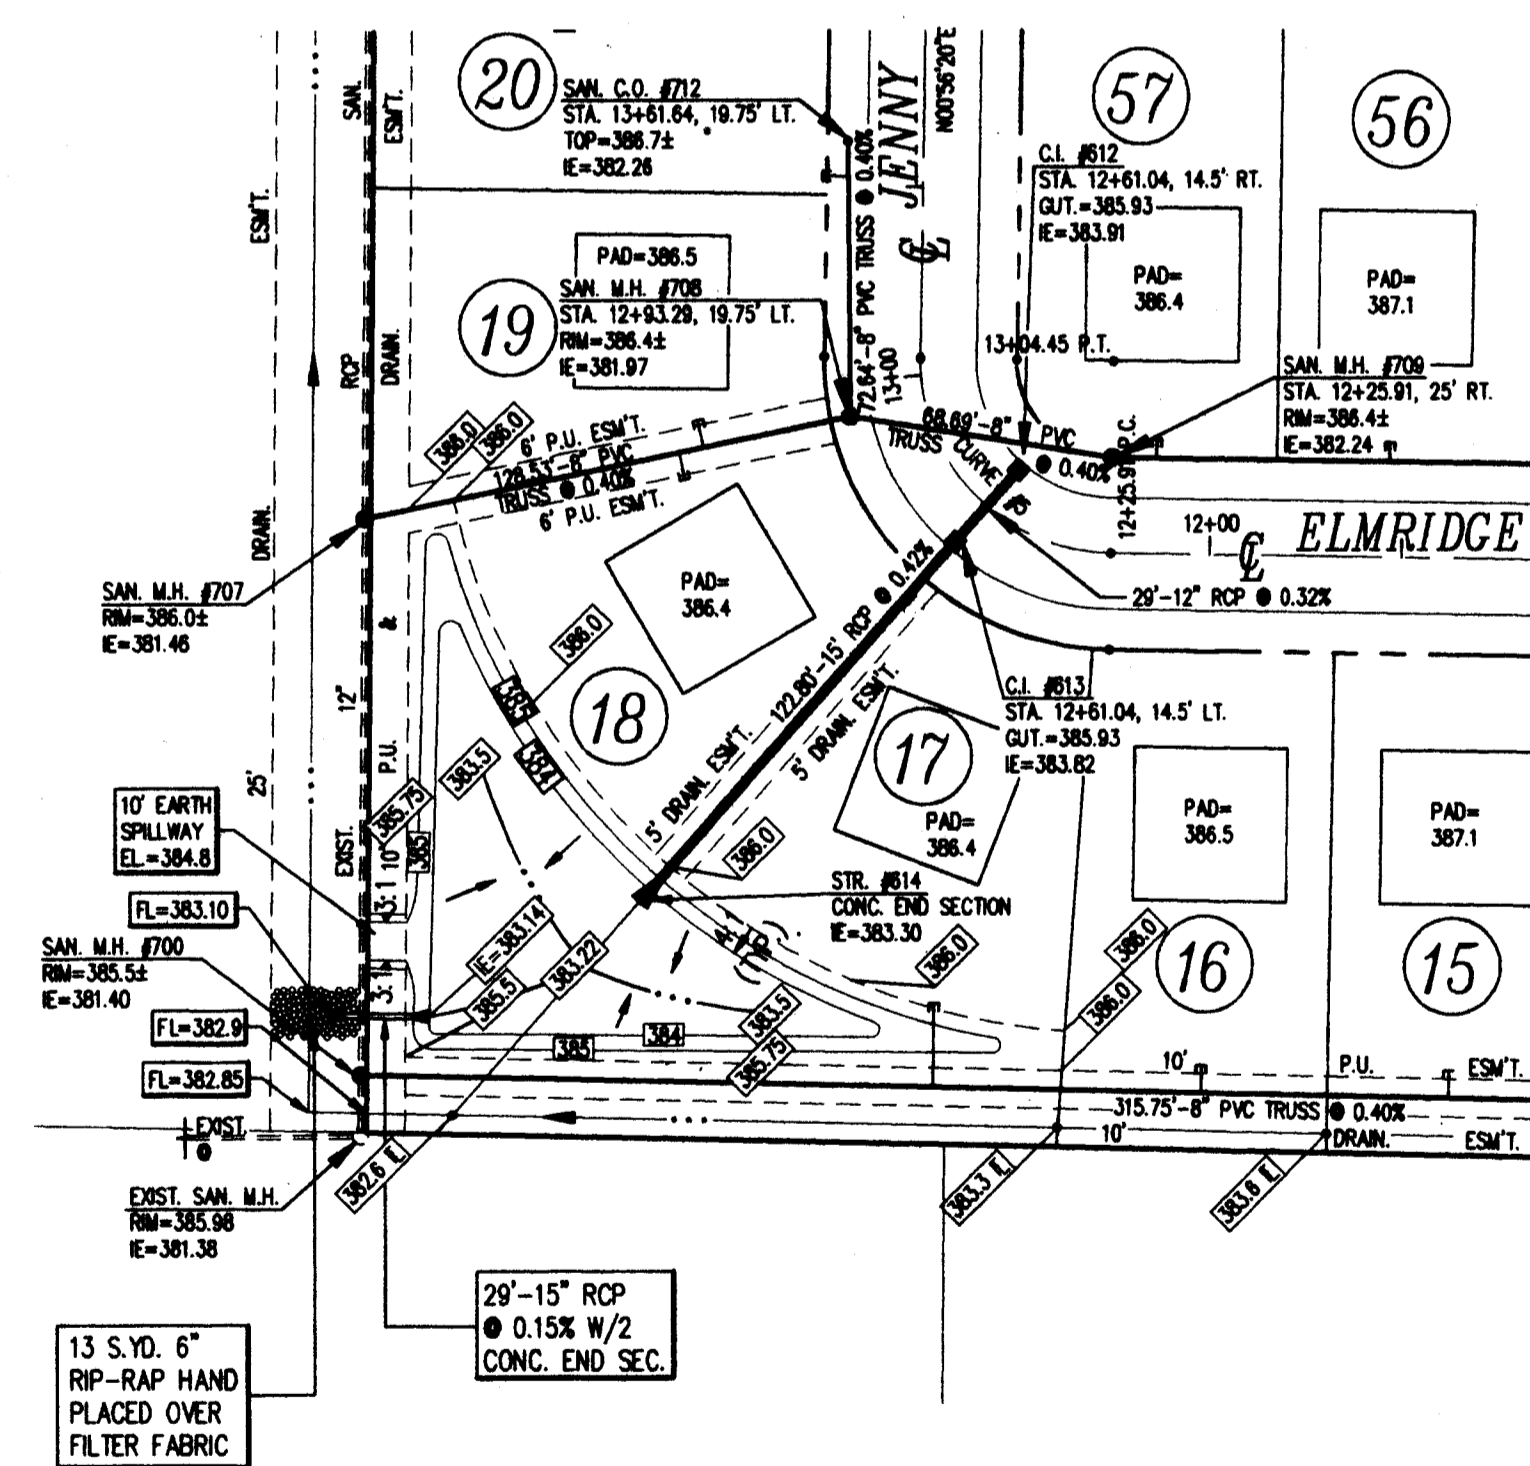 20
SAN. C.O. #712
STA. 13+61.64, 19.75' LT.
TOP=386.7±
IE=382.26
SAN.
ESM'T.
JENNY
N00°56'20"E
57
56
C.I. #612
STA. 12+61.04, 14.5' RT.
GUT.=385.93
IE=383.91
PAD=
386.4
PAD=
387.1
72.64'-8" PVC TRUSS @ 0.40%
ESM'T.
PAD=386.5
19
SAN. M.H. #708
STA. 12+93.29, 19.75' LT.
RIM=386.4±
IE=381.97
RCP
DRAIN.
13+00
13+04.45 P.T.
SAN. M.H. #709
STA. 12+25.91, 25' RT.
RIM=386.4±
IE=382.24
386.0
386.0
6' P.U. ESM'T.
128.53'-8" PVC
TRUSS @ 0.40%
6' P.U. ESM'T.
68.69'-8" PVC
TRUSS @ 0.40%
CURVE
12+25.91 P.C.
12+00
ELMRIDGE
DRAIN.
SAN. M.H. #707
RIM=386.0±
IE=381.46
PAD=
386.4
29'-12" RCP @ 0.32%
122.80'-15" RCP @ 0.42%
386.0
&
385
384
18
5' DRAIN. ESM'T.
5' DRAIN. ESM'T.
17
PAD=
386.4
C.I. #613
STA. 12+61.04, 14.5' LT.
GUT.=385.93
IE=383.82
12"
25'
P.U.
383.5
385.75
10'
385
EXIST.
10' EARTH
SPILLWAY
EL.=384.8
PAD=
386.5
PAD=
387.1
386.0
STR. #614
CONC. END SECTION
IE=383.30
3:1
FL=383.10
IE=383.14
383.22
4:1
TYP.
386.0
386.0
16
15
SAN. M.H. #700
RIM=385.5±
IE=381.40
3:1
385.5
383.5
386.0
FL=382.9
384
385
385.75
FL=382.85
10'
P.U.
ESM'T.
315.75'-8" PVC TRUSS @ 0.40%
10'
DRAIN.
ESM'T.
EXIST.
382.6
383.3
383.6
EXIST. SAN. M.H.
RIM=385.98
IE=381.38
29'-15" RCP
@ 0.15% W/2
CONC. END SEC.
13 S.YD. 6"
RIP-RAP HAND
PLACED OVER
FILTER FABRIC